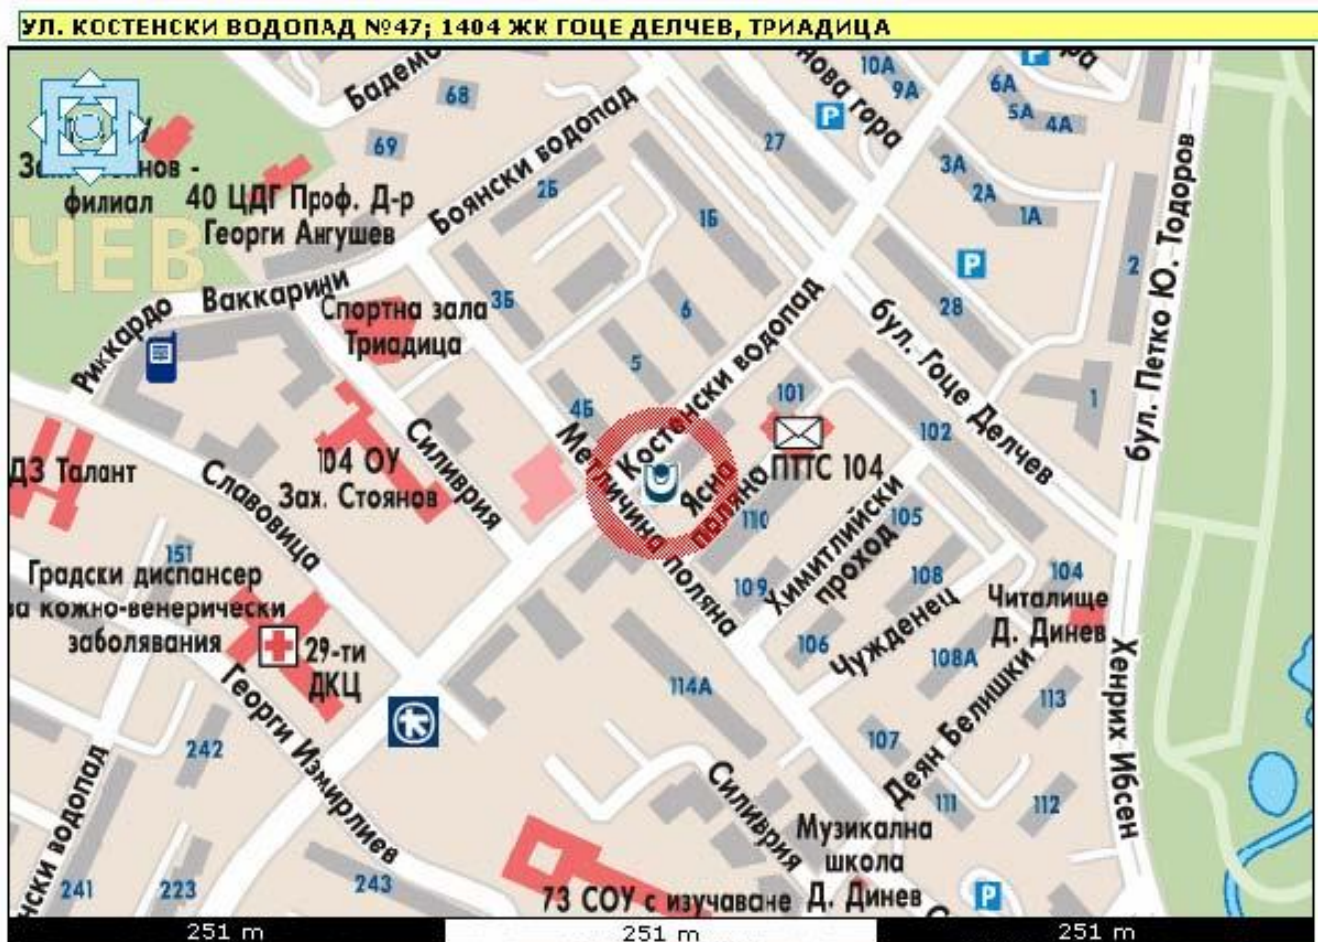 УЛ. КОСТЕНСКИ ВОДОПАД №47; 1404 ЖК ГОЦЕ ДЕЛЧЕВ, ТРИАДИЦА
нова гора
10А
9А
6А
5А
4А
68
69
27
3А
2А
1А
филиал
40 ЦДГ Проф. Д-р
Георги Ангушев
Боянски водопад
2Б
1Б
P
P
2
бул. Петко Ю. Тодоров
ЧЕВ
Риккардо
Ваккарини
Спортна зала
Триадица
3Б
6
28
5
4Б
Костенски водопад
бул. Гоце Делчев
101
102
1
ДЗ Талант
104 ОУ
Зах. Стоянов
Силиврия
Славовица
Метличина поляна
Ясна
поляна
ПТТС 104
110
109
Химитлийски
проход
105
108
106
Чужденец
104
Читалище
Д. Динев
108А
151
Градски диспансер
за кожно-венерически
заболявания
29-ти
ДКЦ
Георги Измирлиев
114А
113
Деян Белишки
107
111
112
Хенрих Ибсен
242
241
223
243
Силиврия
Музикална
школа
Д. Динев
73 СОУ с изучаване
P
251 m
251 m
251 m